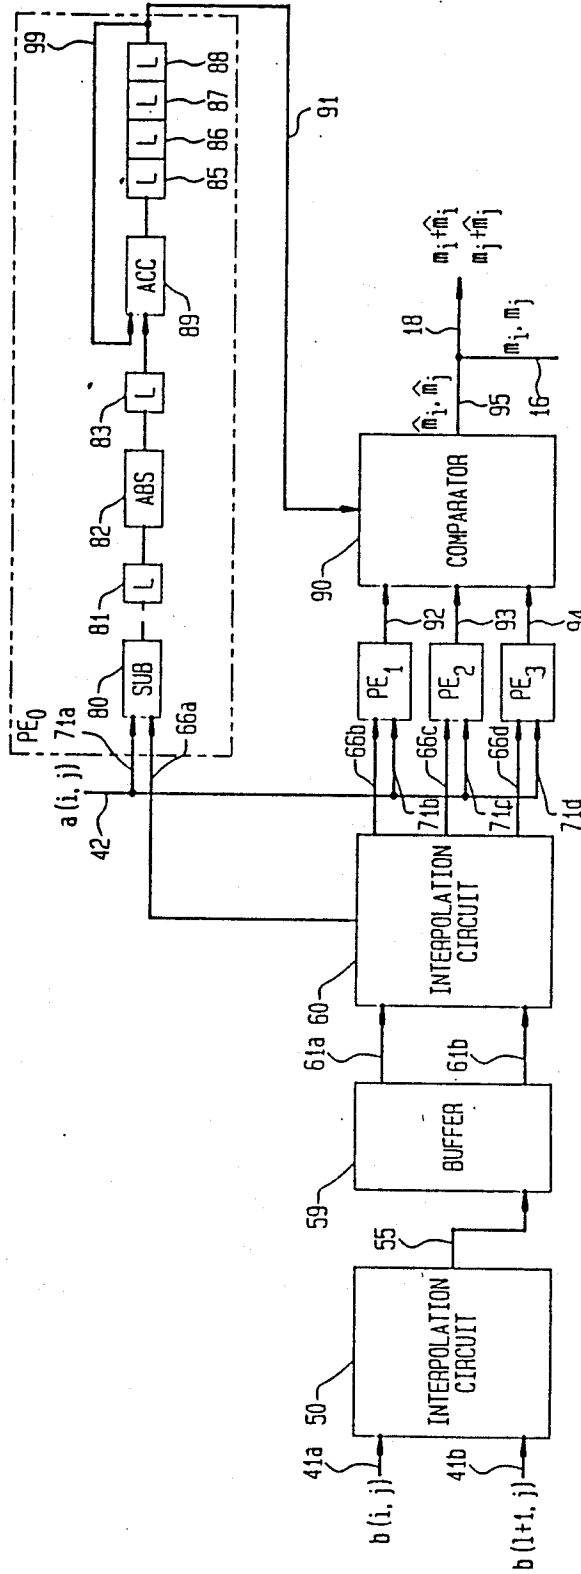 PE0
99
L L L L
85 86 87 88
ACC
89
L
83
ABS
82
L
81
SUB
80
71a
66a
a(i,j)
42
91
m̂i, m̂j
95
18
mi+m̂i
mj+m̂j
mi, mj
16
COMPARATOR
90
92
93
94
PE1
PE2
PE3
66b
71b
66c
71c
66d
71d
INTERPOLATION
CIRCUIT
60
61a
61b
BUFFER
59
55
INTERPOLATION
CIRCUIT
50
41a
b(i,j)
41b
b(l+1,j)